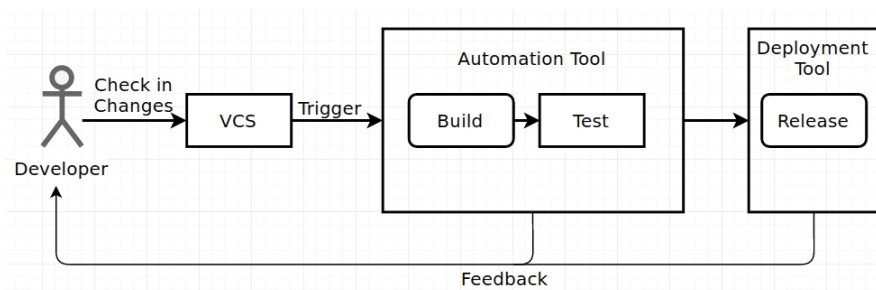 Check in
Changes
Developer
VCS
Trigger
Automation Tool
Build
Test
Deployment
Tool
Release
Feedback